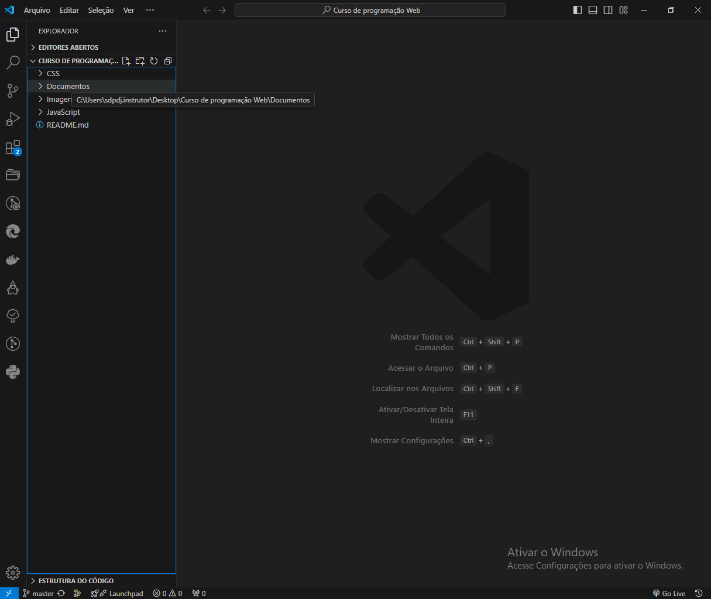 Arquivo Editar Seleção Ver ··· Curso de programação Web
EXPLORADOR ···
EDITORES ABERTOS
CURSO DE PROGRAMAÇ...
CSS
Documentos
Imagen
C:\Users\sdpdj.instrutor\Desktop\Curso de programação Web\Documentos
JavaScript
README.md
2
Mostrar Todos os
Comandos
Ctrl + Shift + P
Acessar o Arquivo Ctrl + P
Localizar nos Arquivos Ctrl + Shift + F
Ativar/Desativar Tela
Inteira
F11
Mostrar Configurações Ctrl + ,
Ativar o Windows
Acesse Configurações para ativar o Windows.
ESTRUTURA DO CÓDIGO
master Launchpad 0 0 0 Go Live